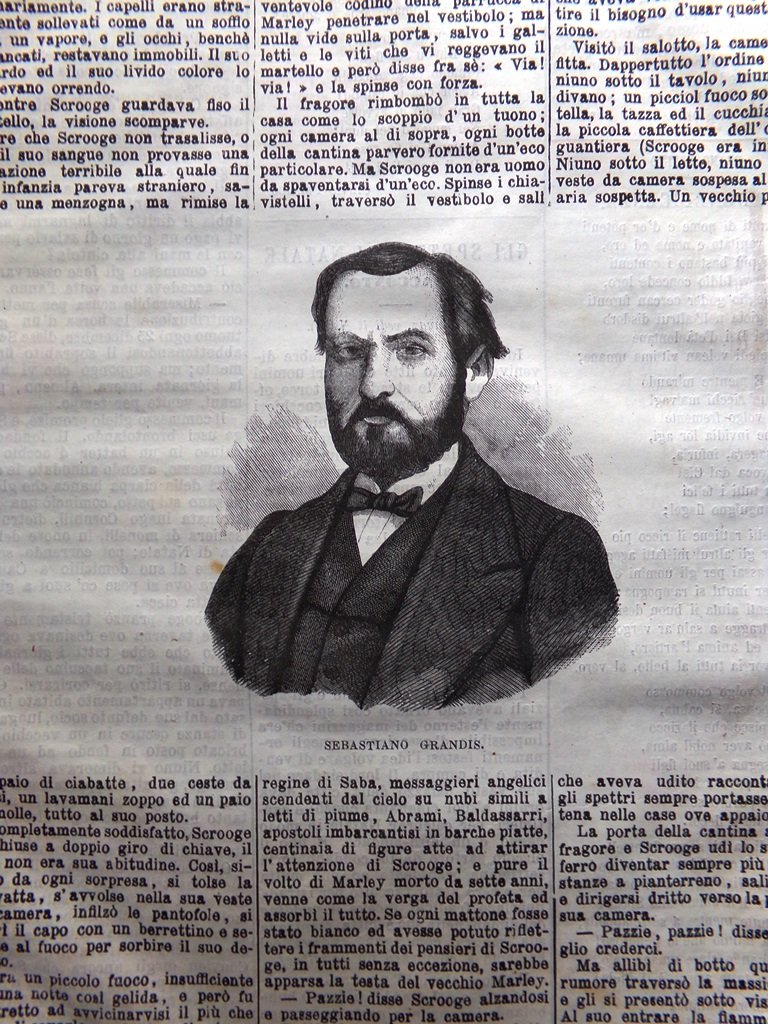 nariamente. I capelli erano stra-
ente sollevati come da un soffio
un vapore, e gli occhi, benchè
ancati, restavano immobili. Il suo
ardo ed il suo livido colore lo
evano orrendo.
entre Scrooge guardava fiso il
tello, la visione scomparve.
re che Scrooge non trasalisse, o
il suo sangue non provasse una
azione terribile alla quale fin
infanzia pareva straniero, sa-
e una menzogna, ma rimise la
ventevole codino della parrucca di
Marley penetrare nel vestibolo; ma
nulla vide sulla porta, salvo i gal-
letti e le viti che vi reggevano il
martello e però disse fra sè: « Via!
via! » e la spinse con forza.
Il fragore rimbombò in tutta la
casa come lo scoppio d'un tuono;
ogni camera al di sopra, ogni botte
della cantina parvero fornite d'un'eco
particolare. Ma Scrooge non era uomo
da spaventarsi d'un'eco. Spinse i chia-
vistelli, traversò il vestibolo e salì
che aveva
tire il bisogno d'usar quest
zione.
Visitò il salotto, la came
fitta. Dappertutto l'ordine
niuno sotto il tavolo, niun
divano; un picciol fuoco so
tella, la tazza ed il cucchia
la piccola caffettiera dell'
guantiera (Scrooge era in
Niuno sotto il letto, niuno
veste da camera sospesa al
aria sospetta. Un vecchio p
SEBASTIANO GRANDIS.
paio di ciabatte, due ceste da
i, un lavamani zoppo ed un paio
molle, tutto al suo posto.
ompletamente soddisfatto, Scrooge
hiuse a doppio giro di chiave, il
non era sua abitudine. Così, si-
o da ogni sorpresa, si tolse la
vatta, s'avvolse nella sua veste
camera, infilzò le pantofole, si
ì il capo con un berrettino e se-
e al fuoco per sorbire il suo de-
o.
ra un piccolo fuoco, insufficiente
una notte così gelida, e però fu
retto ad avvicinarvisi il più che
regine di Saba, messaggieri angelici
scendenti dal cielo su nubi simili a
letti di piume, Abrami, Baldassarri,
apostoli imbarcantisi in barche piatte,
centinaia di figure atte ad attirar
l'attenzione di Scrooge; e pure il
volto di Marley morto da sette anni,
venne come la verga del profeta ed
assorbì il tutto. Se ogni mattone fosse
stato bianco ed avesse potuto riflet-
tere i frammenti dei pensieri di Scroo-
ge, in tutti senza eccezione, sarebbe
apparsa la testa del vecchio Marley.
— Pazzie! disse Scrooge alzandosi
e passeggiando per la camera.
che aveva udito raccont
gli spettri sempre portasse
tena nelle case ove appaio
La porta della cantina
fragore e Scrooge udì lo s
ferro diventar sempre più
stanze a pianterreno, sali
e dirigersi dritto verso la
sua camera.
— Pazzie, pazzie! disse
glio crederci.
Ma allibì di botto qu
rumore traversò la massi
e gli si presentò sotto vis
Al suo entrare la fiamm